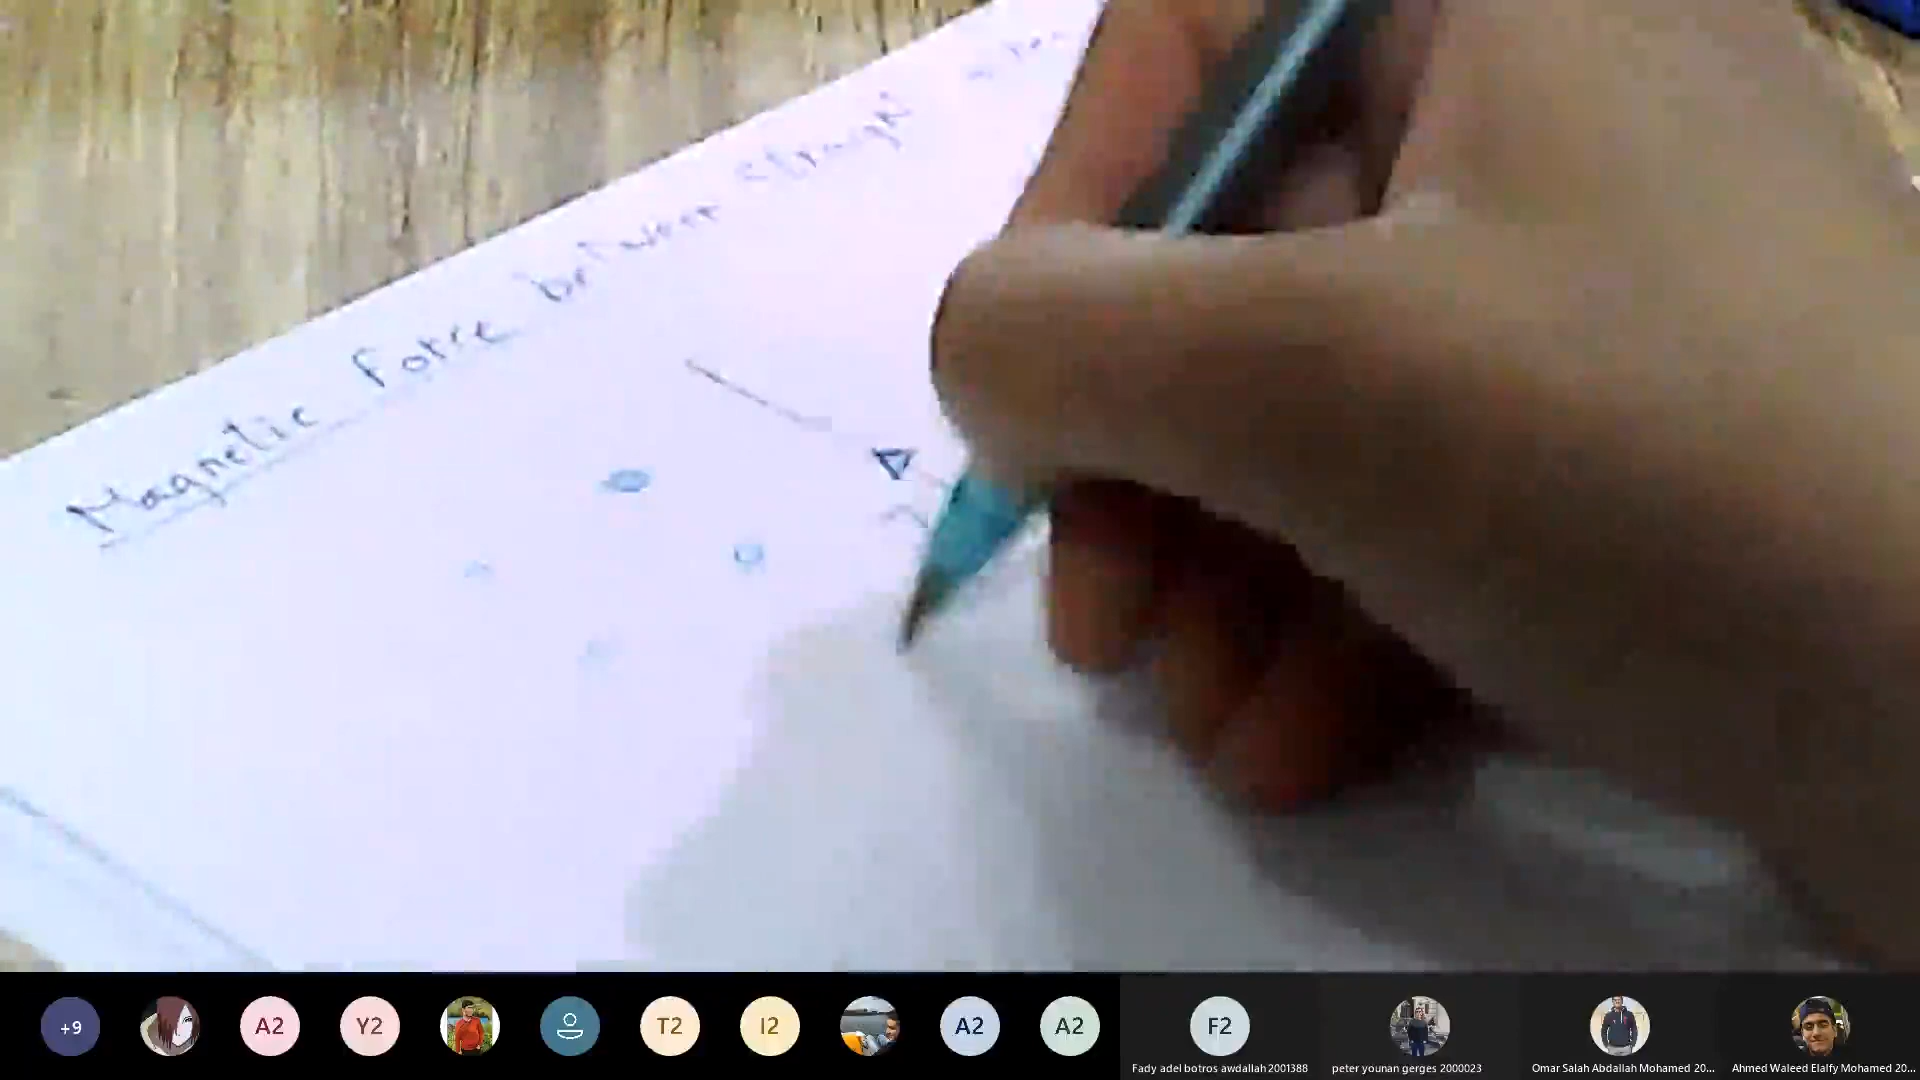 Magnetic Force between Straight
+9
A2
Y2
T2
I2
A2
A2
F2
Fady adel botros awdallah 2001388
peter younan gerges 2000023
Omar Salah Abdallah Mohamed 20...
Ahmed Waleed Elalfy Mohamed 20...